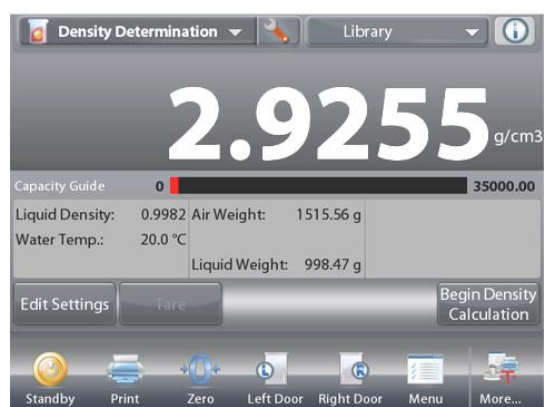 Density Determination Library
2.9255 g/cm3
Capacity Guide 0 35000.00
Liquid Density: 0.9982 Air Weight: 1515.56 g
Water Temp.: 20.0 °C
Liquid Weight: 998.47 g
Edit Settings Tare Begin Density
Calculation
L R
Standby Print Zero Left Door Right Door Menu More...